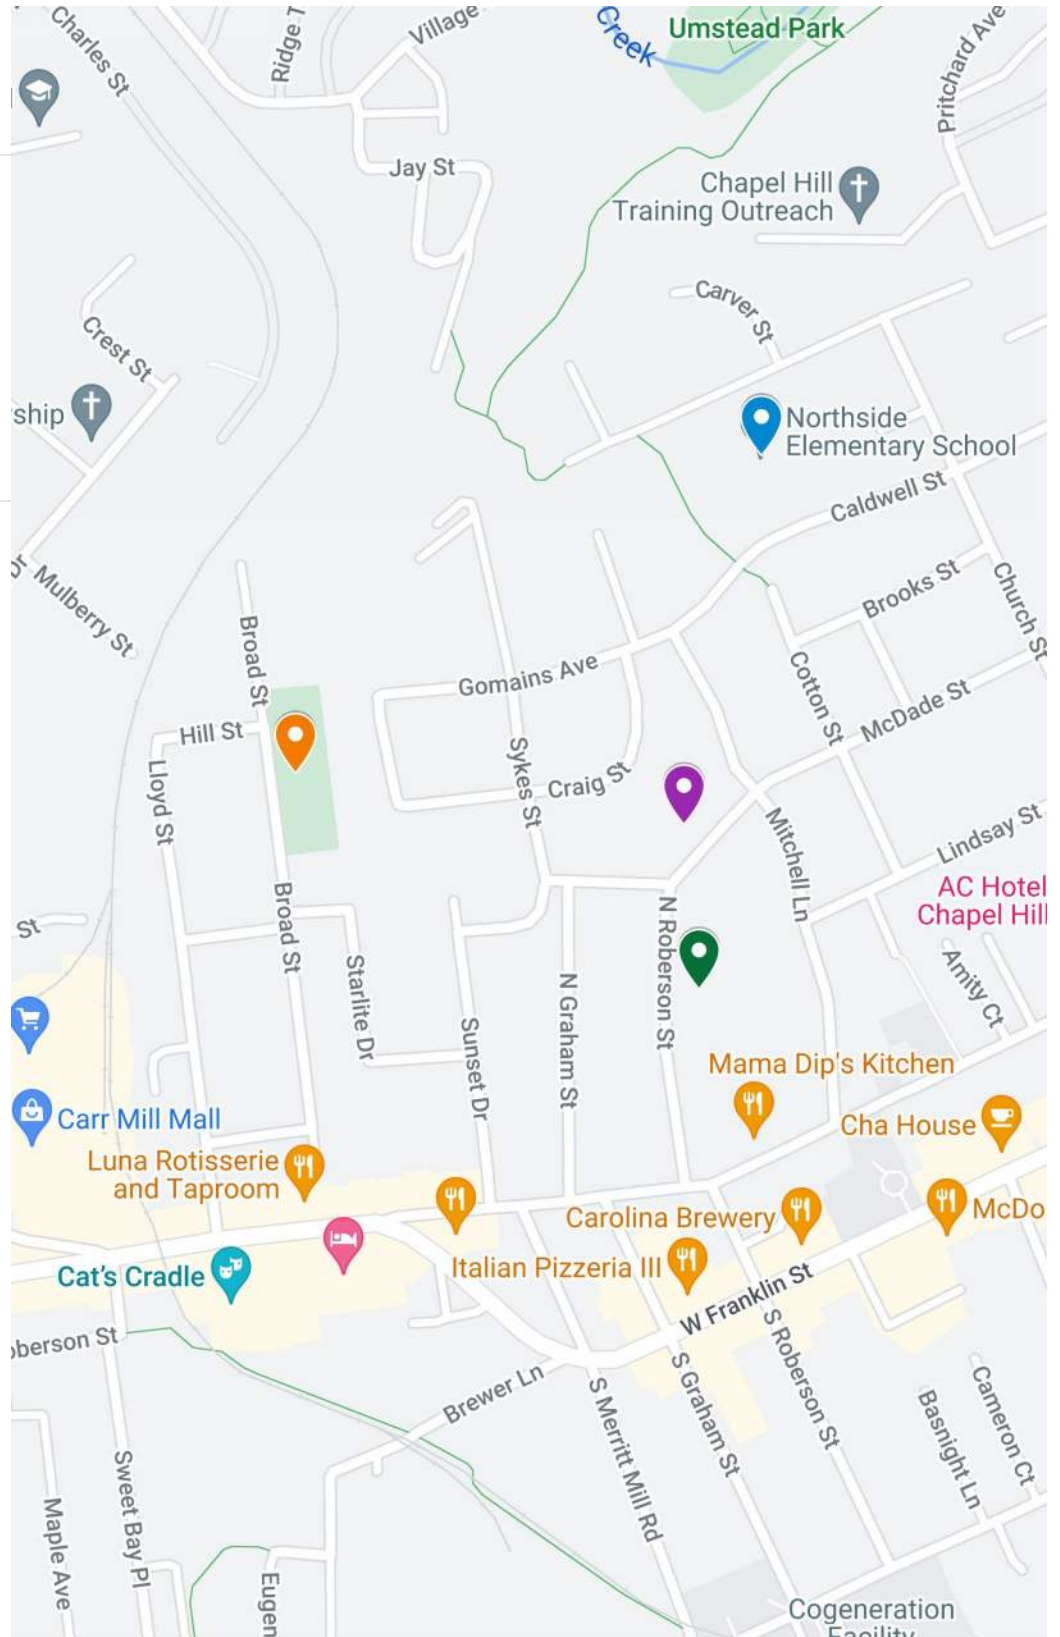 Charles St
Ridge T
Village
Creek
Umstead Park
Pritchard Ave
Jay St
Chapel Hill
Training Outreach
Carver St
Crest St
ship
Northside
Elementary School
Caldwell St
Dr
Mulberry St
Brooks St
Church St
Broad St
Gomains Ave
Cotton St
McDade St
Hill St
Lloyd St
Sykes St
Craig St
Mitchell Ln
Lindsay St
AC Hotel
Chapel Hill
Broad St
St
N Roberson St
Starlite Dr
Amity Ct
N Graham St
Sunset Dr
Mama Dip's Kitchen
Carr Mill Mall
Cha House
Luna Rotisserie
and Taproom
Carolina Brewery
McDo
Cat's Cradle
Italian Pizzeria III
W Franklin St
oberson St
S Roberson St
Brewer Ln
S Graham St
S Merritt Mill Rd
Basnight Ln
Cameron Ct
Sweet Bay Pl
Maple Ave
Eugen
Cogeneration
Facility